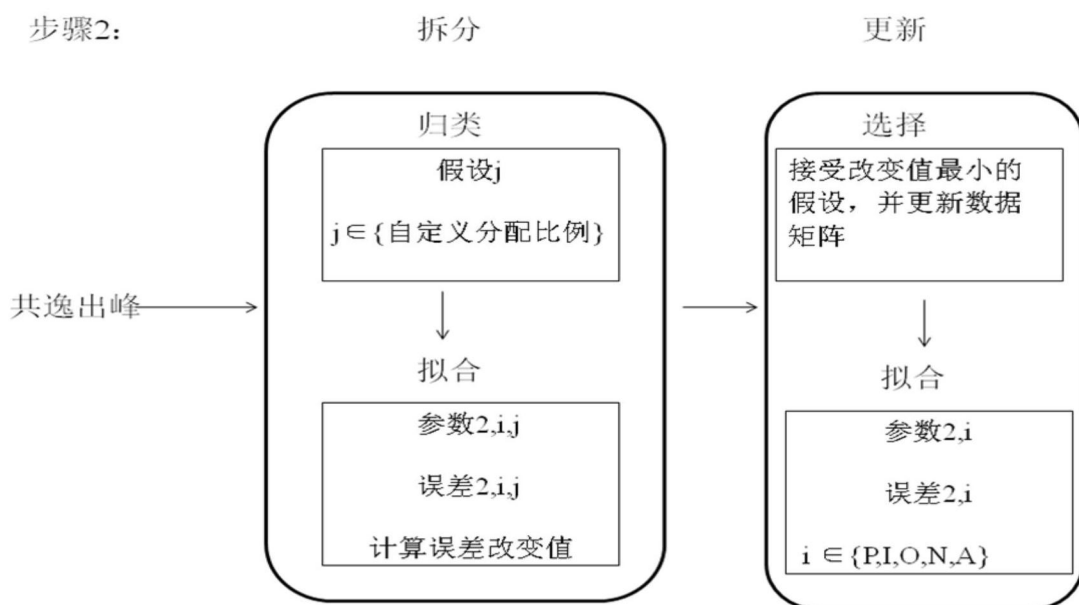 步骤2:
拆分
更新
共逸出峰
归类
假设j
j∈{自定义分配比例}
拟合
参数2,i,j
误差2,i,j
计算误差改变值
选择
接受改变值最小的
假设，并更新数据
矩阵
拟合
参数2,i
误差2,i
i ∈{P,I,O,N,A}